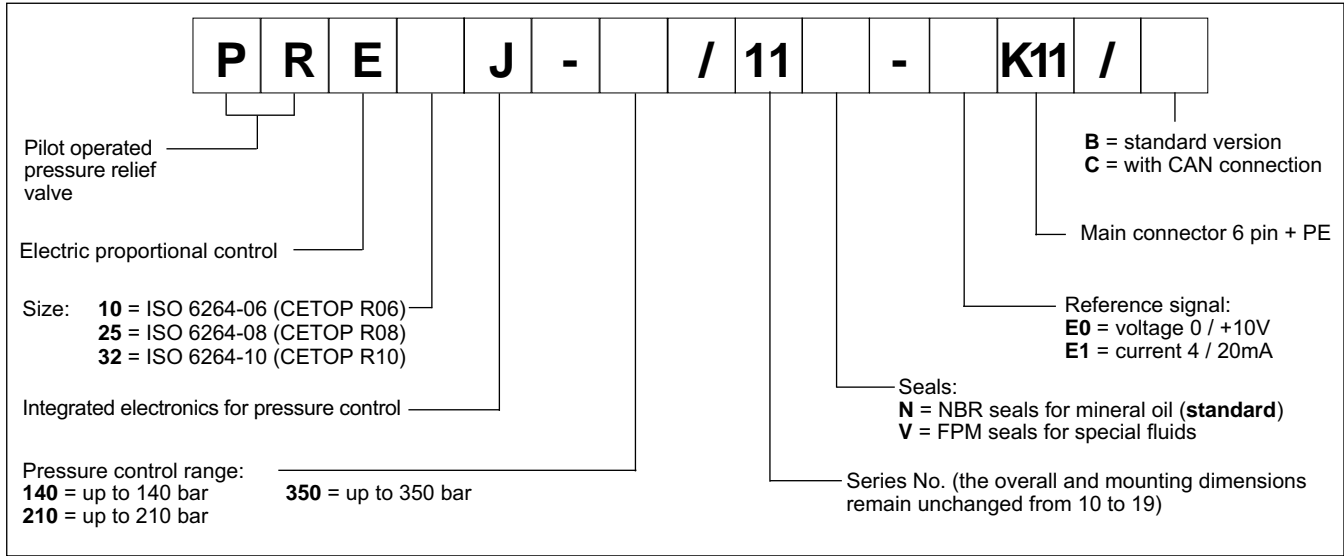 P R E J - / 11 - K11 /
Pilot operated
pressure relief
valve
B = standard version
C = with CAN connection
Main connector 6 pin + PE
Electric proportional control
Size: 10 = ISO 6264-06 (CETOP R06)
25 = ISO 6264-08 (CETOP R08)
32 = ISO 6264-10 (CETOP R10)
Reference signal:
E0 = voltage 0 / +10V
E1 = current 4 / 20mA
Integrated electronics for pressure control
Seals:
N = NBR seals for mineral oil (standard)
V = FPM seals for special fluids
Pressure control range:
140 = up to 140 bar 350 = up to 350 bar
210 = up to 210 bar
Series No. (the overall and mounting dimensions
remain unchanged from 10 to 19)